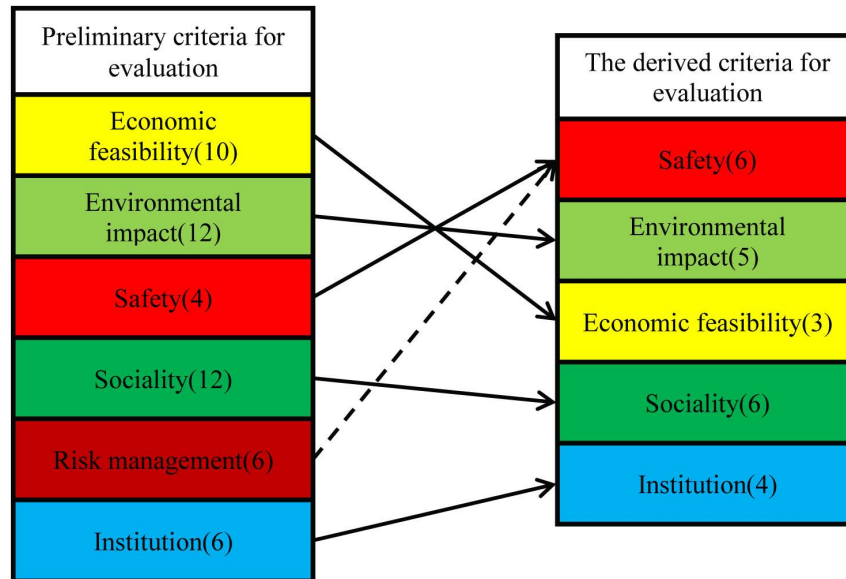 Preliminary criteria for
evaluation
Economic
feasibility(10)
Environmental
impact(12)
Safety(4)
Sociality(12)
Risk management(6)
Institution(6)
The derived criteria for
evaluation
Safety(6)
Environmental
impact(5)
Economic feasibility(3)
Sociality(6)
Institution(4)